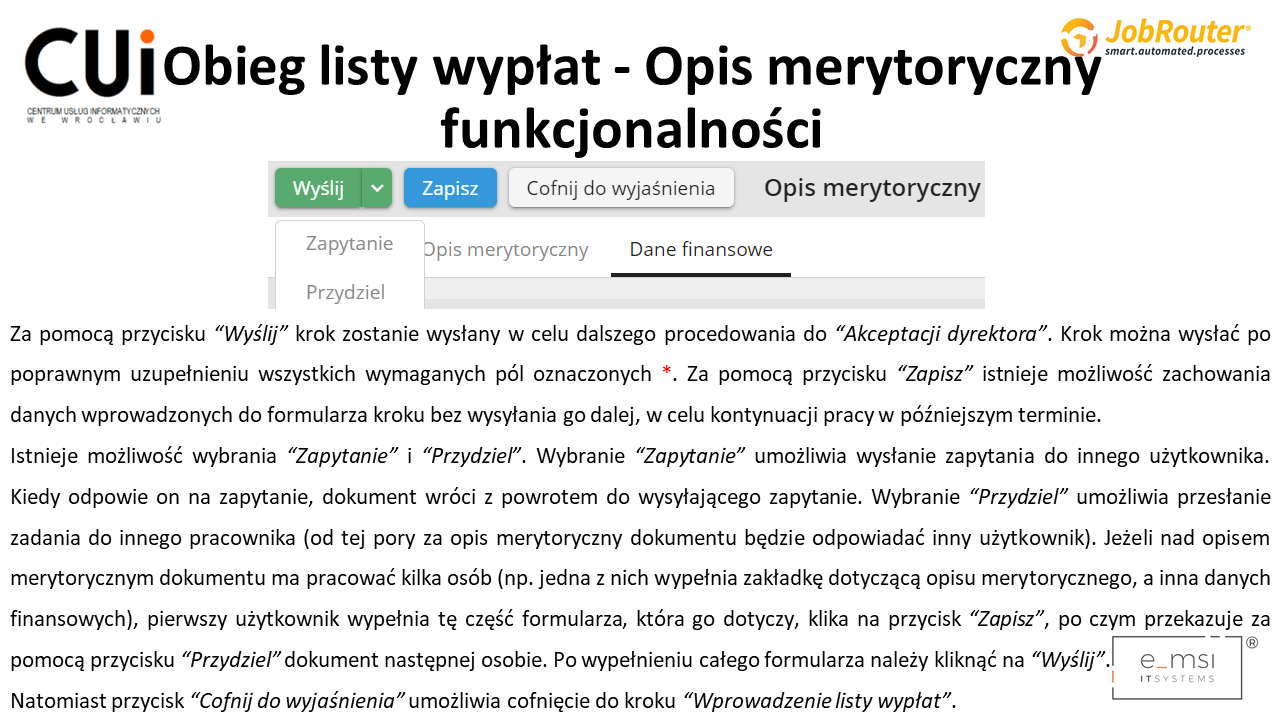 CUi
CENTRUM USŁUG INFORMATYCZNYCH
WE WROCŁAWIU
JobRouter®
smart.automated.processes
Obieg listy wypłat - Opis merytoryczny
funkcjonalności
Wyślij Zapisz Cofnij do wyjaśnienia Opis merytoryczny
Zapytanie Opis merytoryczny Dane finansowe
Przydziel
Za pomocą przycisku “Wyślij” krok zostanie wysłany w celu dalszego procedowania do “Akceptacji dyrektora”. Krok można wysłać po
poprawnym uzupełnieniu wszystkich wymaganych pól oznaczonych *. Za pomocą przycisku “Zapisz” istnieje możliwość zachowania
danych wprowadzonych do formularza kroku bez wysyłania go dalej, w celu kontynuacji pracy w późniejszym terminie.
Istnieje możliwość wybrania “Zapytanie” i “Przydziel”. Wybranie “Zapytanie” umożliwia wysłanie zapytania do innego użytkownika.
Kiedy odpowie on na zapytanie, dokument wróci z powrotem do wysyłającego zapytanie. Wybranie “Przydziel” umożliwia przesłanie
zadania do innego pracownika (od tej pory za opis merytoryczny dokumentu będzie odpowiadać inny użytkownik). Jeżeli nad opisem
merytorycznym dokumentu ma pracować kilka osób (np. jedna z nich wypełnia zakładkę dotyczącą opisu merytorycznego, a inna danych
finansowych), pierwszy użytkownik wypełnia tę część formularza, która go dotyczy, klika na przycisk “Zapisz”, po czym przekazuje za
pomocą przycisku “Przydziel” dokument następnej osobie. Po wypełnieniu całego formularza należy kliknąć na “Wyślij”.
Natomiast przycisk “Cofnij do wyjaśnienia” umożliwia cofnięcie do kroku “Wprowadzenie listy wypłat”.
e_msi ®
IT SYSTEMS